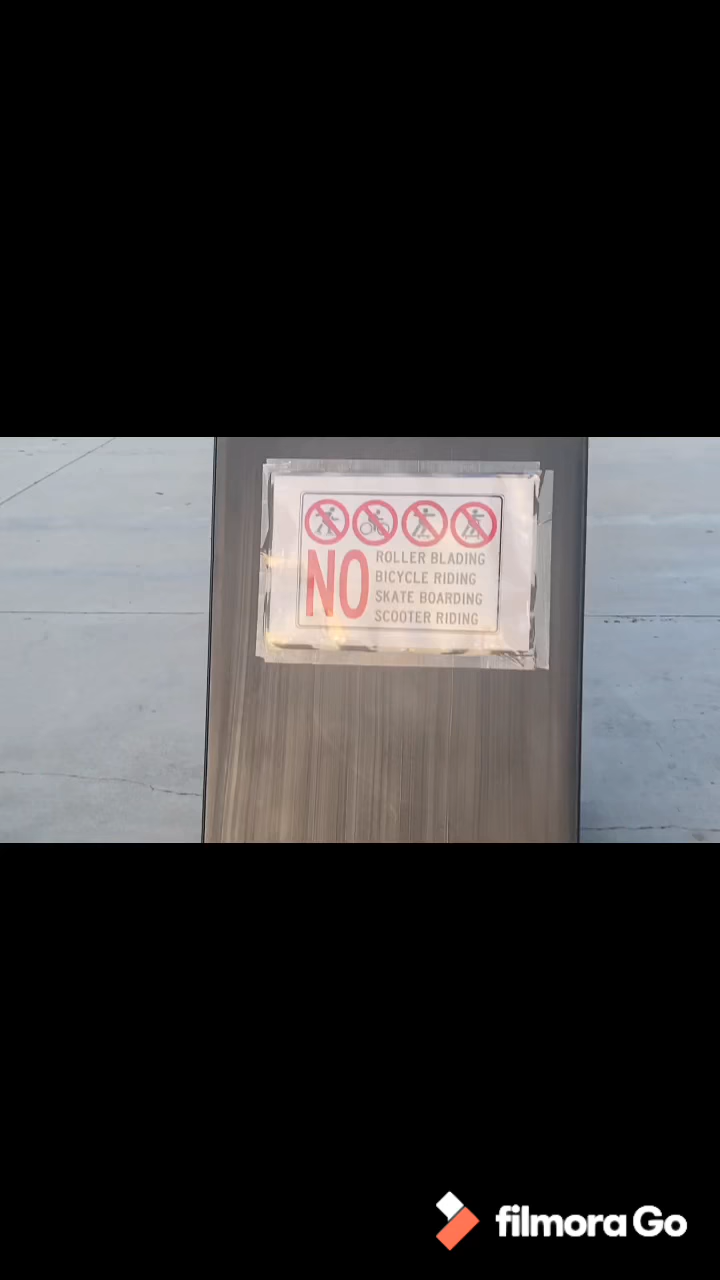 NO
ROLLER BLADING
BICYCLE RIDING
SKATE BOARDING
SCOOTER RIDING
filmora Go